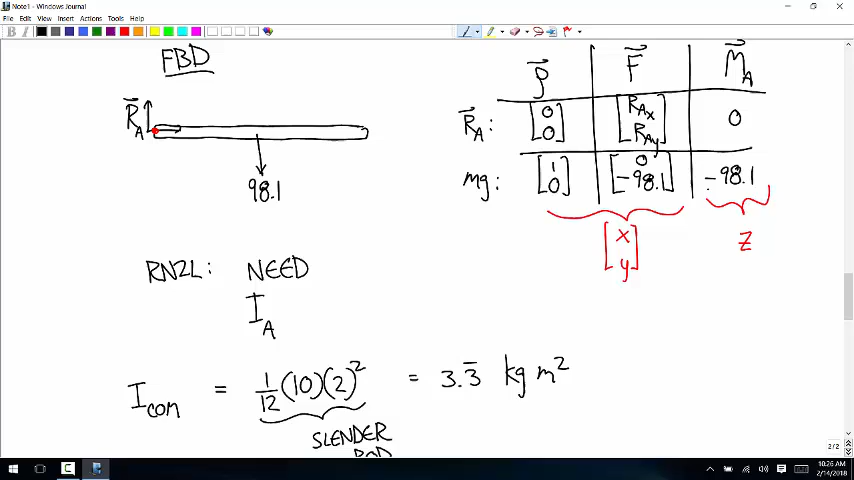 Note1 - Windows Journal
File Edit View Insert Actions Tools Help
FBD
R_A
98.1
ρ F M_A
R_A: [0 0] [R_Ax R_Ay] 0
mg: [1 0] [0 -98.1] -98.1
[x y] z
RN2L: NEED
I_A
I_COM = 1/12 (10)(2)^2 = 3.3̅ kg m^2
SLENDER
ROD
2/2
10:26 AM
2/14/2018